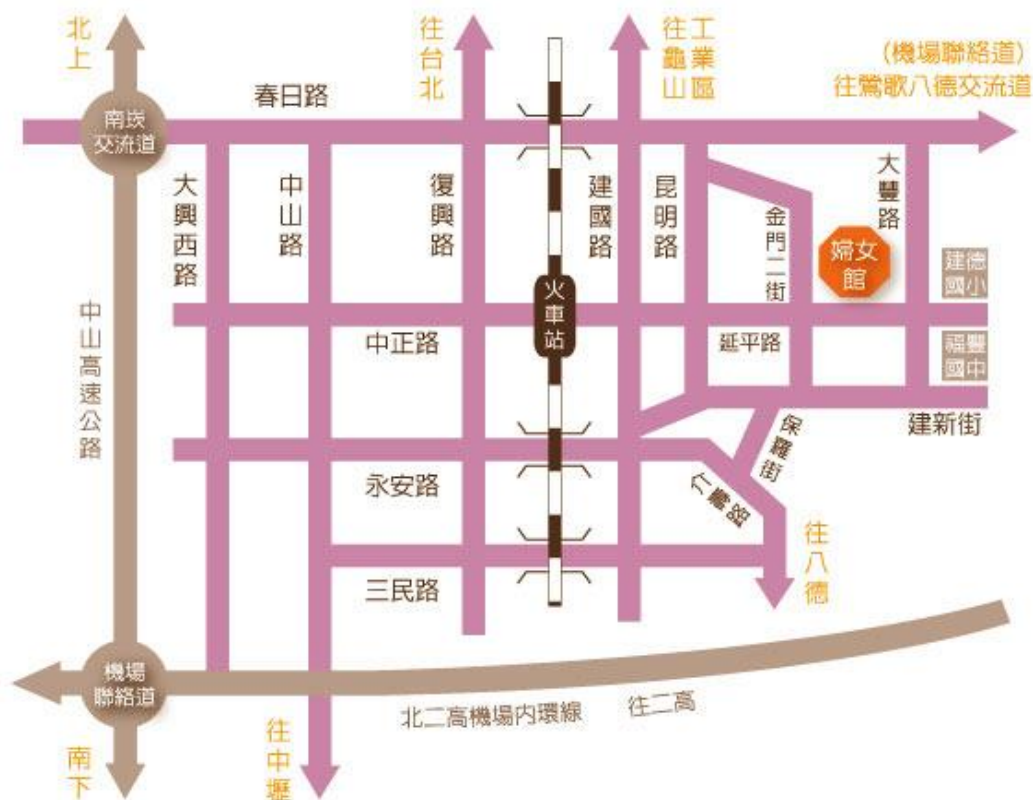 北上
往台北
往龜山
工業區
(機場聯絡道)
往鶯歌八德交流道
春日路
南崁
交流道
大興西路
中山路
復興路
建國路
昆明路
金門二街
大豐路
婦女
館
建德
國小
火車站
中山高速公路
中正路
延平路
福豐
國中
建新街
保羅街
永安路
介壽路
往八德
三民路
機場
聯絡道
北二高機場內環線
往二高
南下
往中壢